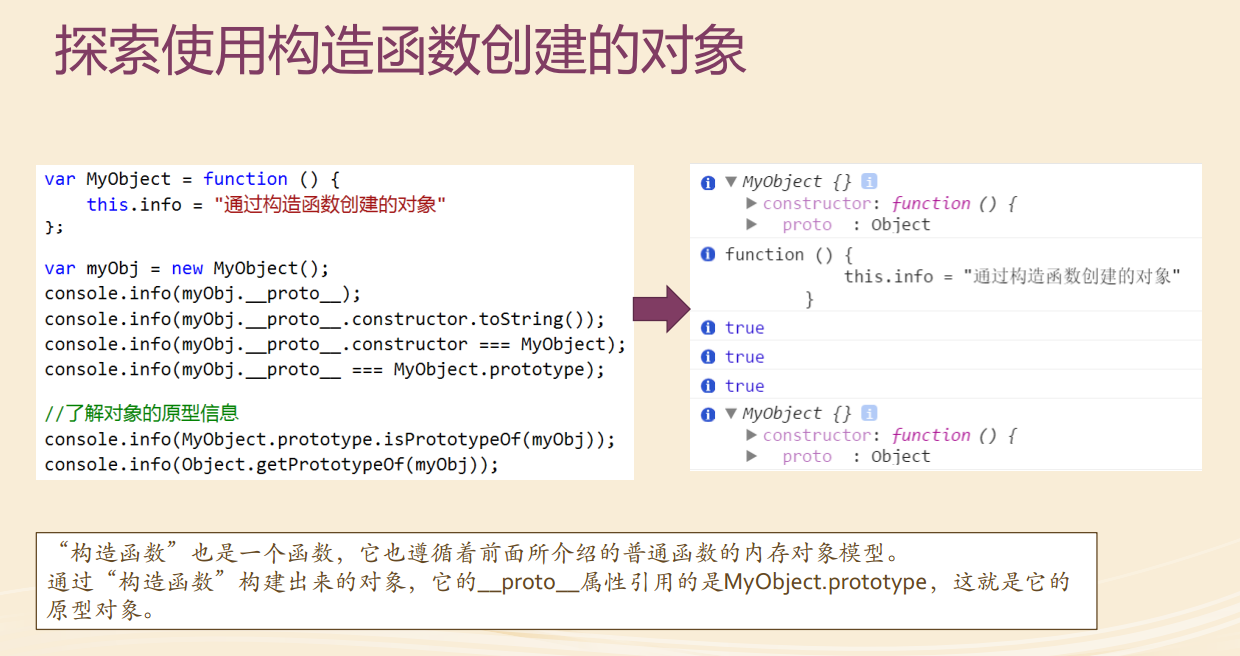 探索使用构造函数创建的对象
var MyObject = function () {
this.info = "通过构造函数创建的对象"
};
var myObj = new MyObject();
console.info(myObj.__proto__);
console.info(myObj.__proto__.constructor.toString());
console.info(myObj.__proto__.constructor === MyObject);
console.info(myObj.__proto__ === MyObject.prototype);
//了解对象的原型信息
console.info(MyObject.prototype.isPrototypeOf(myObj));
console.info(Object.getPrototypeOf(myObj));
MyObject {}
constructor: function () {
proto : Object
function () {
this.info = "通过构造函数创建的对象"
}
true
true
true
MyObject {}
constructor: function () {
proto : Object
“构造函数”也是一个函数，它也遵循着前面所介绍的普通函数的内存对象模型。
通过“构造函数”构建出来的对象，它的__proto__属性引用的是MyObject.prototype，这就是它的
原型对象。